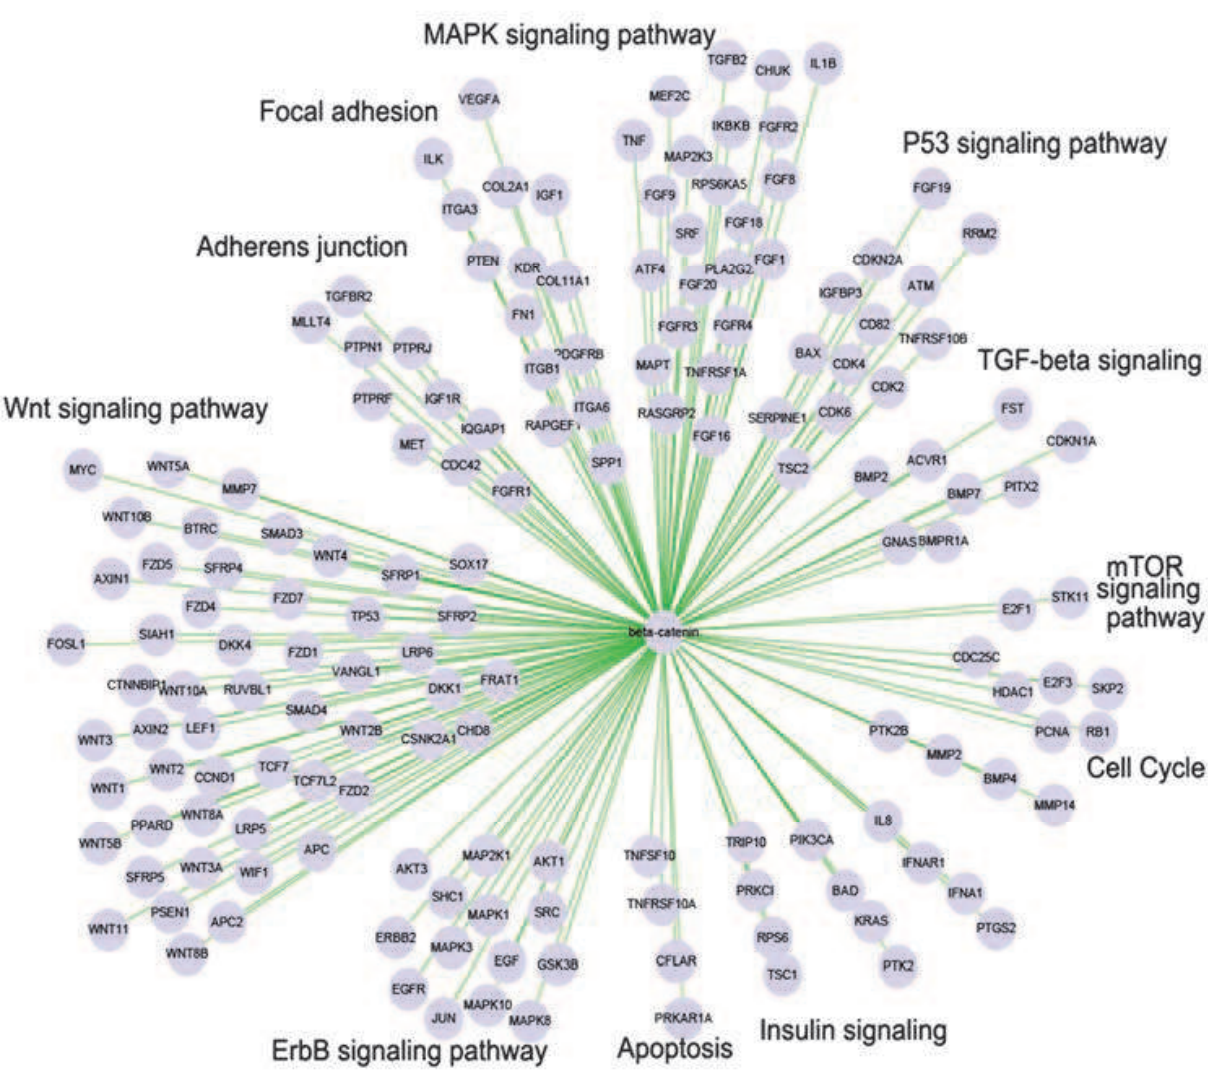 MAPK signaling pathway
TGFB2
CHUK
IL1B
MEF2C
TNF
IKBKB
FGFR2
MAP2K3
RPS6KA5
FGF8
FGF9
SRF
FGF18
ATF4
FGF20
FGF1
FGFR3
FGFR4
MAPT
TNFRSF1A
RASGRP2
FGF16
Focal adhesion
VEGFA
ILK
COL2A1
IGF1
ITGA3
PTEN
KDR
COL11A1
FN1
PDGFRB
ITGB1
ITGA6
SPP1
P53 signaling pathway
FGF19
RRM2
CDKN2A
ATM
IGFBP3
CD82
TNFRSF10B
BAX
CDK4
CDK2
SERPINE1
CDK6
TSC2
Adherens junction
TGFBR2
MLLT4
PTPN1
PTPRJ
PTPRF
IGF1R
IQGAP1
MET
CDC42
FGFR1
TGF-beta signaling
FST
CDKN1A
ACVR1
BMP2
BMP7
PITX2
GNAS
BMPR1A
Wnt signaling pathway
MYC
WNT5A
MMP7
WNT10B
BTRC
SMAD3
WNT4
SOX17
SFRP1
FZD5
SFRP4
AXIN1
FZD7
FZD4
TP53
SFRP2
FOSL1
SIAH1
DKK4
FZD1
LRP6
VANGL1
FRAT1
CTNNBIP1
WNT10A
RUVBL1
DKK1
SMAD4
WNT3
AXIN2
LEF1
WNT2B
CSNK2A1
CHD8
WNT1
WNT2
CCND1
TCF7
TCF7L2
FZD2
WNT5B
PPARD
WNT8A
LRP5
APC
SFRP5
WNT3A
WIF1
WNT11
PSEN1
APC2
WNT8B
beta-catenin
mTOR
signaling
pathway
E2F1
STK11
CDC25C
HDAC1
E2F3
SKP2
PCNA
RB1
Cell Cycle
PTK2B
MMP2
BMP4
MMP14
IL8
IFNAR1
IFNA1
PTGS2
TRIP10
PIK3CA
PRKCI
BAD
RPS6
KRAS
TSC1
PTK2
Insulin signaling
TNFSF10
TNFRSF10A
CFLAR
PRKAR1A
Apoptosis
AKT3
MAP2K1
AKT1
SHC1
MAPK1
SRC
ERBB2
MAPK3
EGF
GSK3B
EGFR
JUN
MAPK10
MAPK8
ErbB signaling pathway